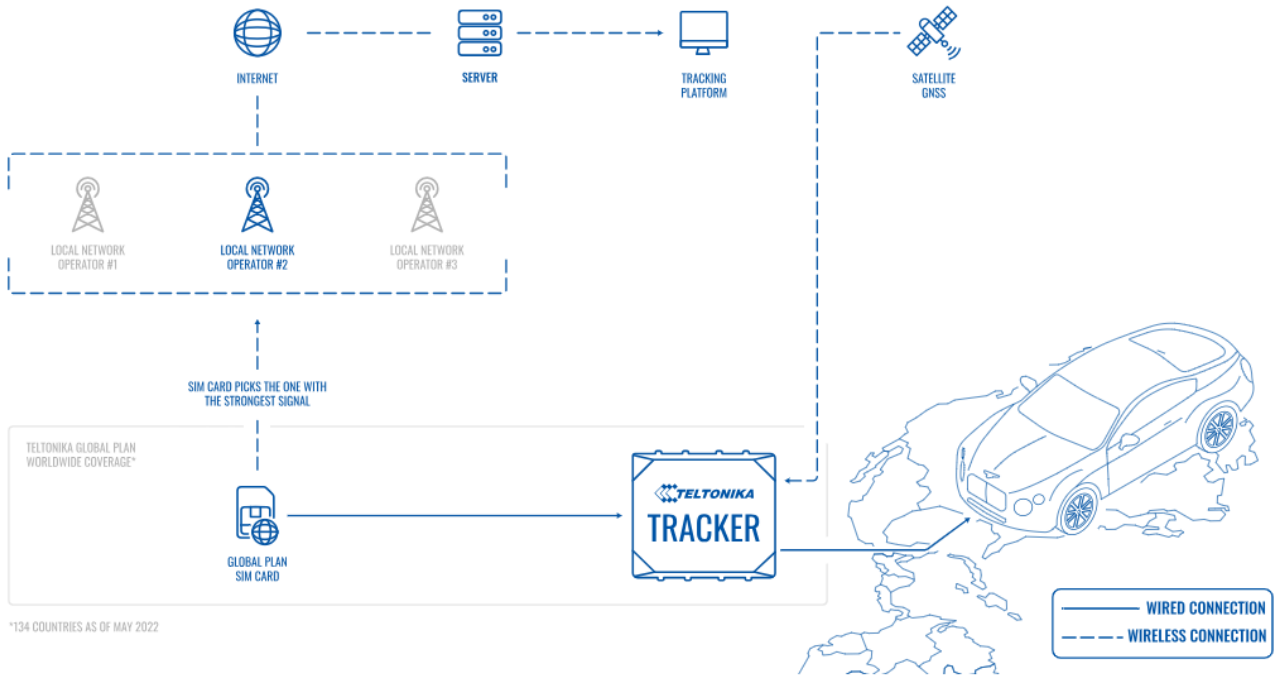 INTERNET
SERVER
TRACKING
PLATFORM
SATELLITE
GNSS
LOCAL NETWORK
OPERATOR #1
LOCAL NETWORK
OPERATOR #2
LOCAL NETWORK
OPERATOR #3
SIM CARD PICKS THE ONE WITH
THE STRONGEST SIGNAL
TELTONIKA GLOBAL PLAN
WORLDWIDE COVERAGE*
GLOBAL PLAN
SIM CARD
TELTONIKA
TRACKER
WIRED CONNECTION
WIRELESS CONNECTION
*134 COUNTRIES AS OF MAY 2022